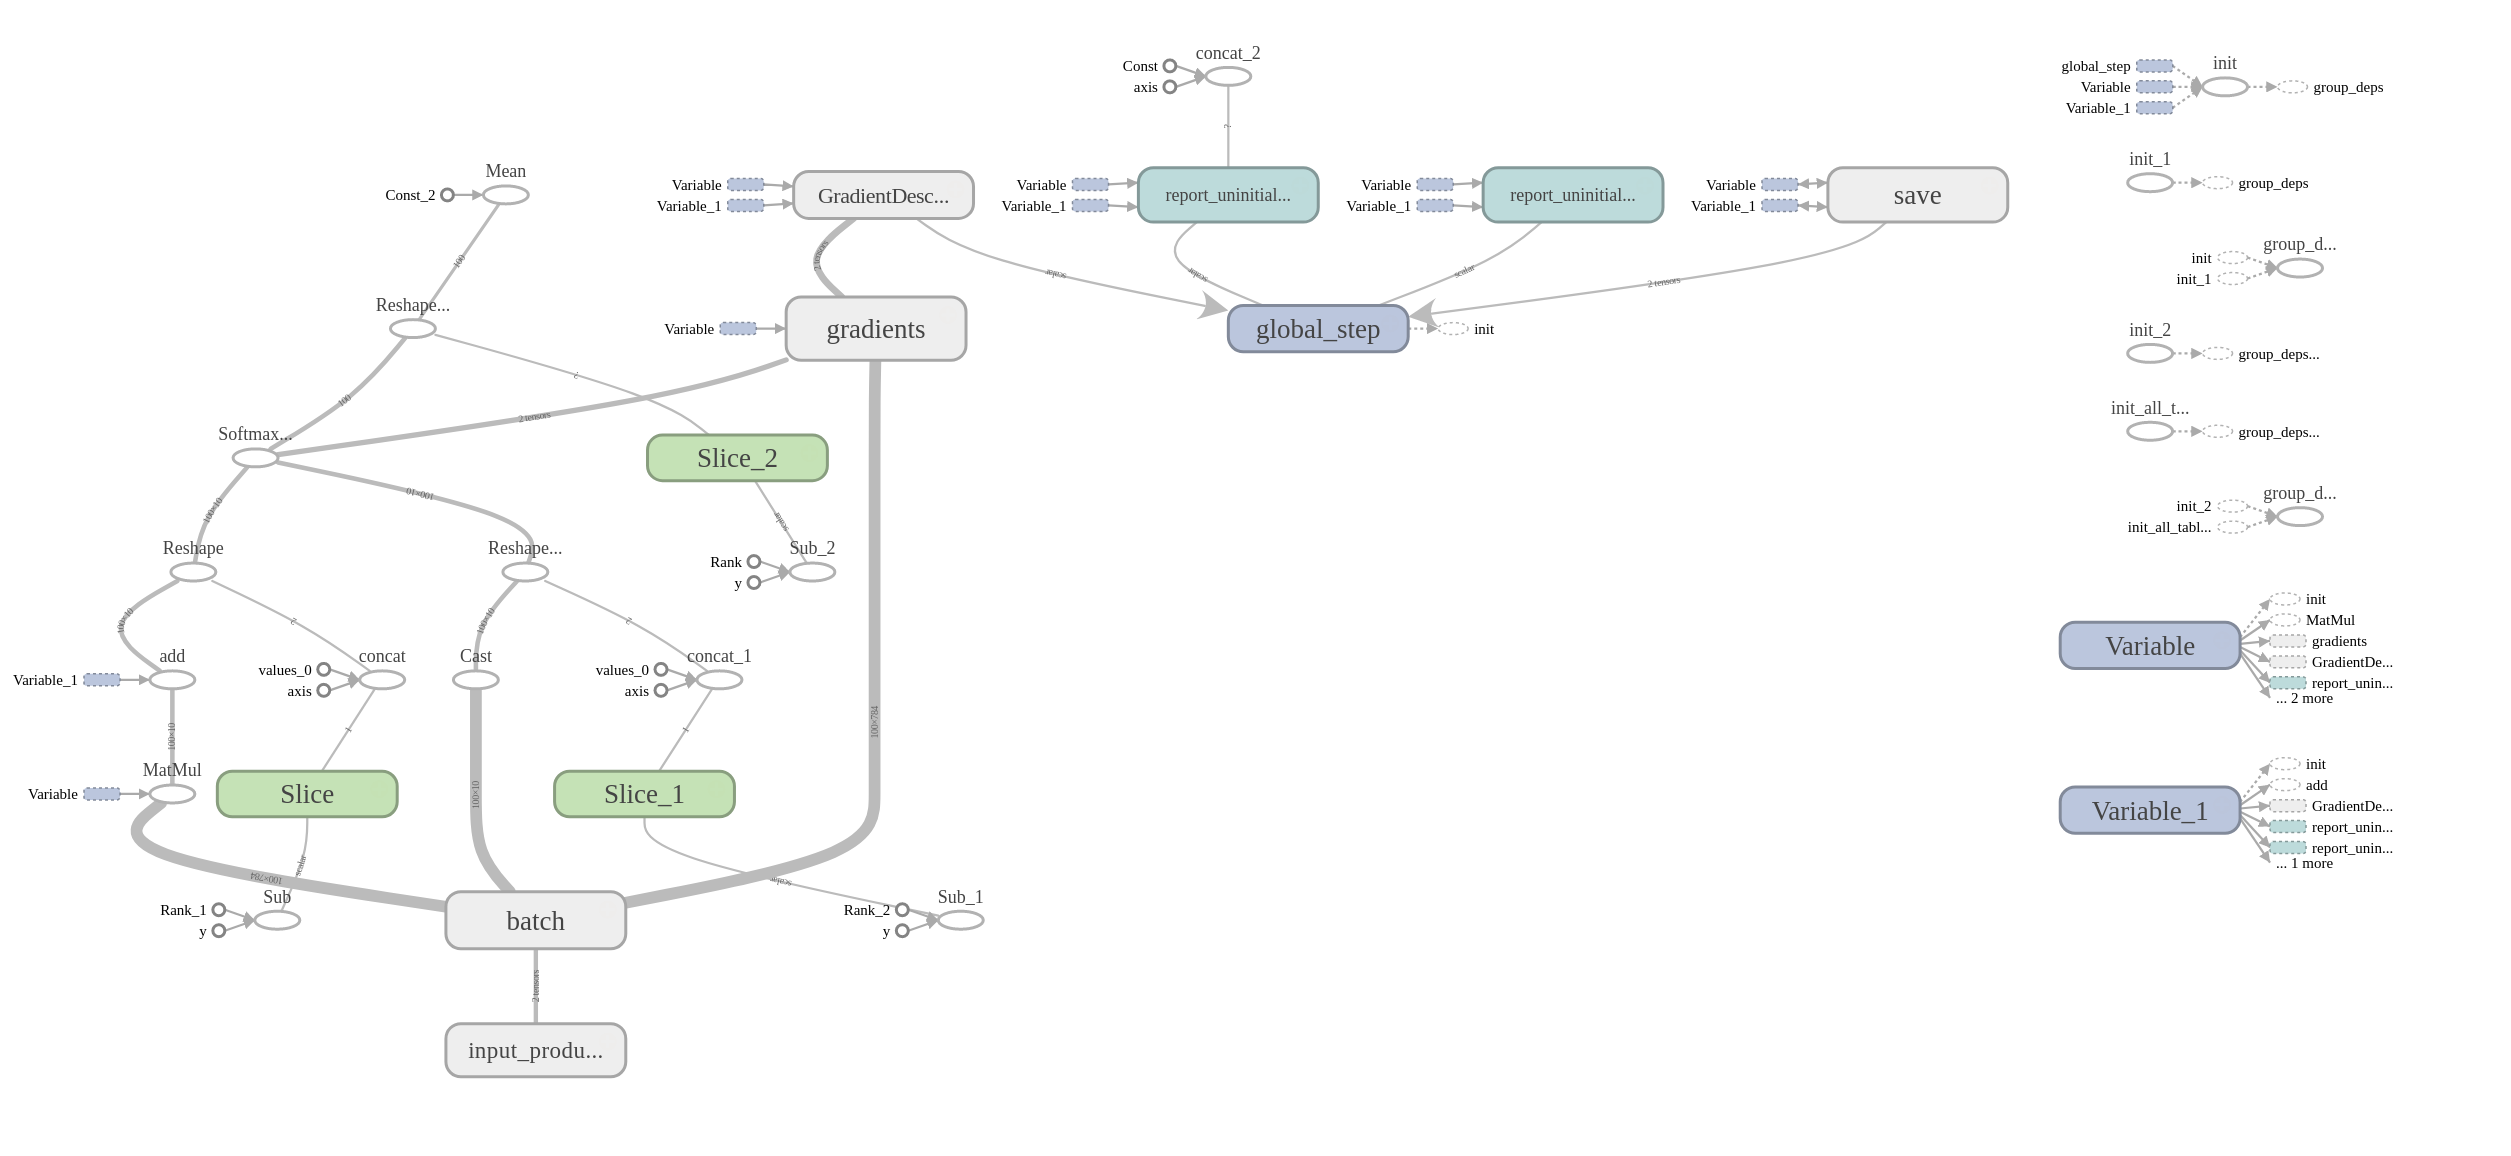 concat_2
Const
axis
?
init
global_step
Variable
Variable_1
group_deps
Mean
Const_2
Variable
Variable_1
GradientDesc...
Variable
Variable_1
report_uninitial...
Variable
Variable_1
report_uninitial...
Variable
Variable_1
save
init_1
group_deps
100
2 tensors
scalar
scalar
scalar
2 tensors
group_d...
init
init_1
Reshape...
Variable
gradients
global_step
init
init_2
group_deps...
?
100
2 tensors
init_all_t...
group_deps...
Softmax...
Slice_2
100×10
100×10
scalar
group_d...
init_2
init_all_tabl...
Reshape
Reshape...
Rank
y
Sub_2
100×10
?
100×10
?
Variable
init
MatMul
gradients
GradientDe...
report_unin...
... 2 more
Variable_1
add
values_0
axis
concat
Cast
values_0
axis
concat_1
100×10
1
1
100×784
Variable
MatMul
Slice
100×10
Slice_1
Variable_1
init
add
GradientDe...
report_unin...
report_unin...
... 1 more
100×784
scalar
scalar
Rank_1
y
Sub
batch
Rank_2
y
Sub_1
2 tensors
input_produ...